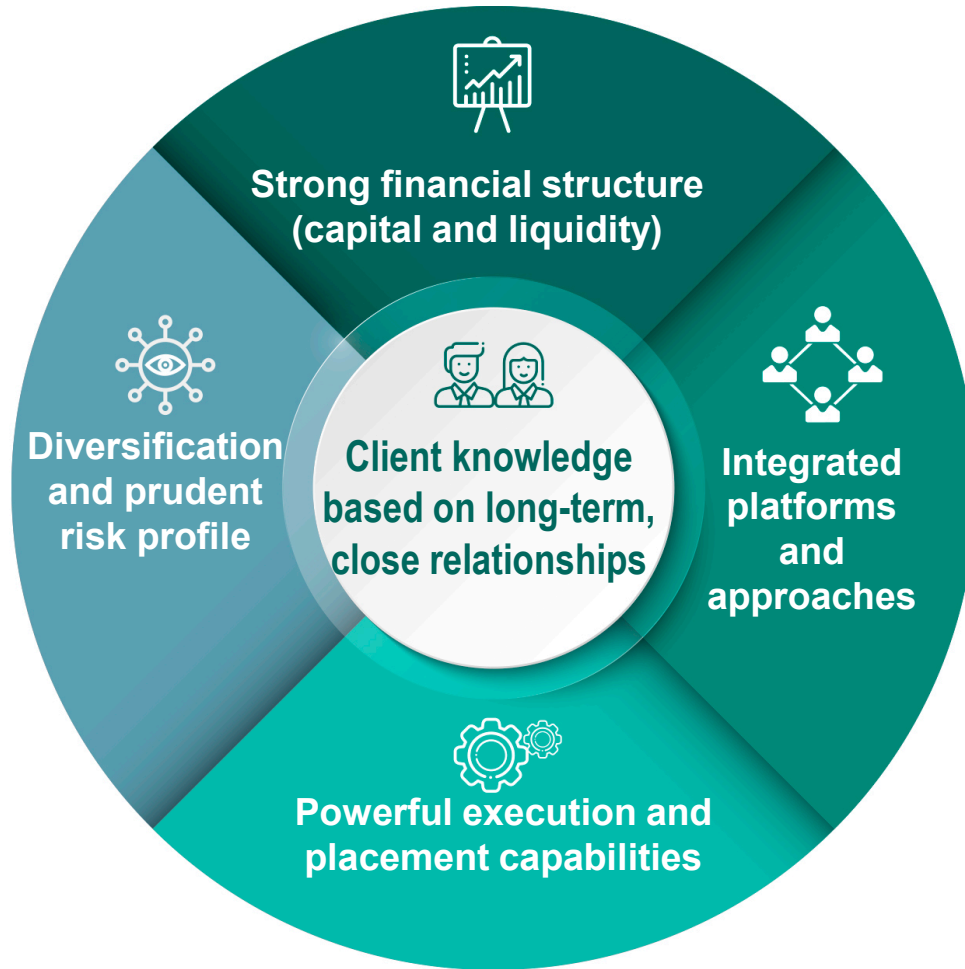 Strong financial structure
(capital and liquidity)
Diversification
and prudent
risk profile
Client knowledge
based on long-term,
close relationships
Integrated
platforms
and
approaches
Powerful execution and
placement capabilities